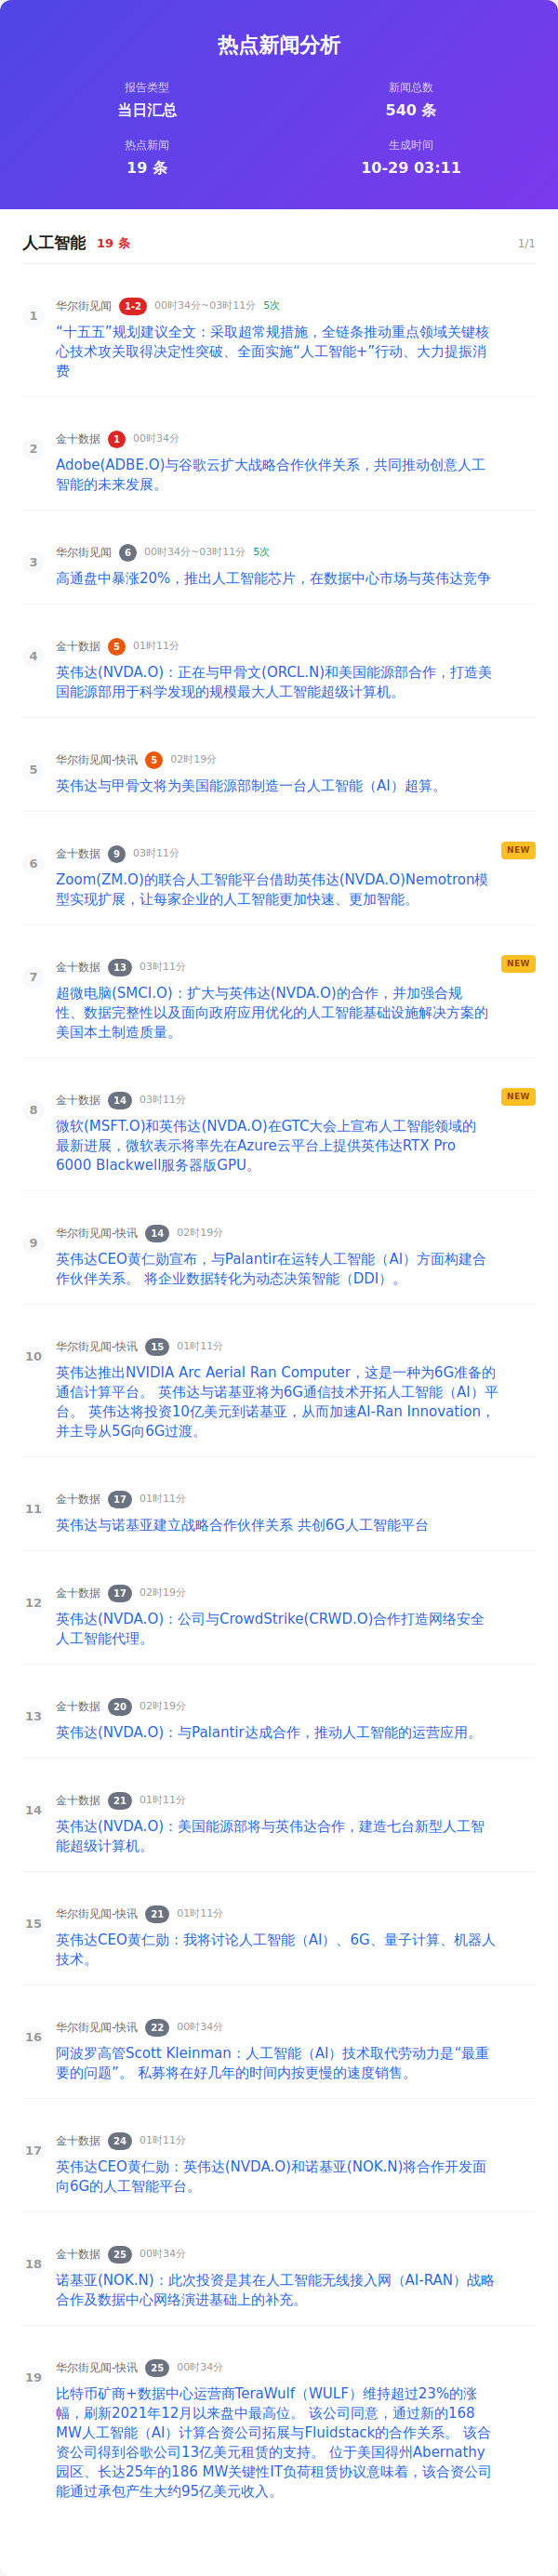 热点新闻分析
报告类型
新闻总数
当日汇总
540 条
热点新闻
生成时间
19 条
10-29 03:11
人工智能 19 条 1/1
1
华尔街见闻 1-2 00时34分~03时11分 5次
“十五五”规划建议全文：采取超常规措施，全链条推动重点领域关键核
心技术攻关取得决定性突破、全面实施“人工智能+”行动、大力提振消
费
2
金十数据 1 00时34分
Adobe(ADBE.O)与谷歌云扩大战略合作伙伴关系，共同推动创意人工
智能的未来发展。
3
华尔街见闻 6 00时34分~03时11分 5次
高通盘中暴涨20%，推出人工智能芯片，在数据中心市场与英伟达竞争
4
金十数据 5 01时11分
英伟达(NVDA.O)：正在与甲骨文(ORCL.N)和美国能源部合作，打造美
国能源部用于科学发现的规模最大人工智能超级计算机。
5
华尔街见闻-快讯 5 02时19分
英伟达与甲骨文将为美国能源部制造一台人工智能（AI）超算。
6
金十数据 9 03时11分 NEW
Zoom(ZM.O)的联合人工智能平台借助英伟达(NVDA.O)Nemotron模
型实现扩展，让每家企业的人工智能更加快速、更加智能。
7
金十数据 13 03时11分 NEW
超微电脑(SMCI.O)：扩大与英伟达(NVDA.O)的合作，并加强合规
性、数据完整性以及面向政府应用优化的人工智能基础设施解决方案的
美国本土制造质量。
8
金十数据 14 03时11分 NEW
微软(MSFT.O)和英伟达(NVDA.O)在GTC大会上宣布人工智能领域的
最新进展，微软表示将率先在Azure云平台上提供英伟达RTX Pro
6000 Blackwell服务器版GPU。
9
华尔街见闻-快讯 14 02时19分
英伟达CEO黄仁勋宣布，与Palantir在运转人工智能（AI）方面构建合
作伙伴关系。 将企业数据转化为动态决策智能（DDI）。
10
华尔街见闻-快讯 15 01时11分
英伟达推出NVIDIA Arc Aerial Ran Computer，这是一种为6G准备的
通信计算平台。 英伟达与诺基亚将为6G通信技术开拓人工智能（AI）平
台。 英伟达将投资10亿美元到诺基亚，从而加速AI-Ran Innovation，
并主导从5G向6G过渡。
11
金十数据 17 01时11分
英伟达与诺基亚建立战略合作伙伴关系 共创6G人工智能平台
12
金十数据 17 02时19分
英伟达(NVDA.O)：公司与CrowdStrike(CRWD.O)合作打造网络安全
人工智能代理。
13
金十数据 20 02时19分
英伟达(NVDA.O)：与Palantir达成合作，推动人工智能的运营应用。
14
金十数据 21 01时11分
英伟达(NVDA.O)：美国能源部将与英伟达合作，建造七台新型人工智
能超级计算机。
15
华尔街见闻-快讯 21 01时11分
英伟达CEO黄仁勋：我将讨论人工智能（AI）、6G、量子计算、机器人
技术。
16
华尔街见闻-快讯 22 00时34分
阿波罗高管Scott Kleinman：人工智能（AI）技术取代劳动力是“最重
要的问题”。 私募将在好几年的时间内按更慢的速度销售。
17
金十数据 24 01时11分
英伟达CEO黄仁勋：英伟达(NVDA.O)和诺基亚(NOK.N)将合作开发面
向6G的人工智能平台。
18
金十数据 25 00时34分
诺基亚(NOK.N)：此次投资是其在人工智能无线接入网（AI-RAN）战略
合作及数据中心网络演进基础上的补充。
19
华尔街见闻-快讯 25 00时34分
比特币矿商+数据中心运营商TeraWulf（WULF）维持超过23%的涨
幅，刷新2021年12月以来盘中最高位。 该公司同意，通过新的168
MW人工智能（AI）计算合资公司拓展与Fluidstack的合作关系。 该合
资公司得到谷歌公司13亿美元租赁的支持。 位于美国得州Abernathy
园区、长达25年的186 MW关键性IT负荷租赁协议意味着，该合资公司
能通过承包产生大约95亿美元收入。